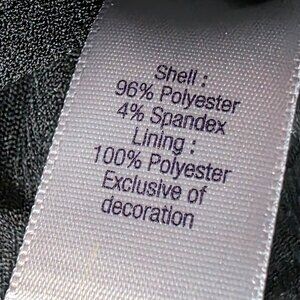 Shell :
96% Polyester
4% Spandex
Lining :
100% Polyester
Exclusive of
decoration